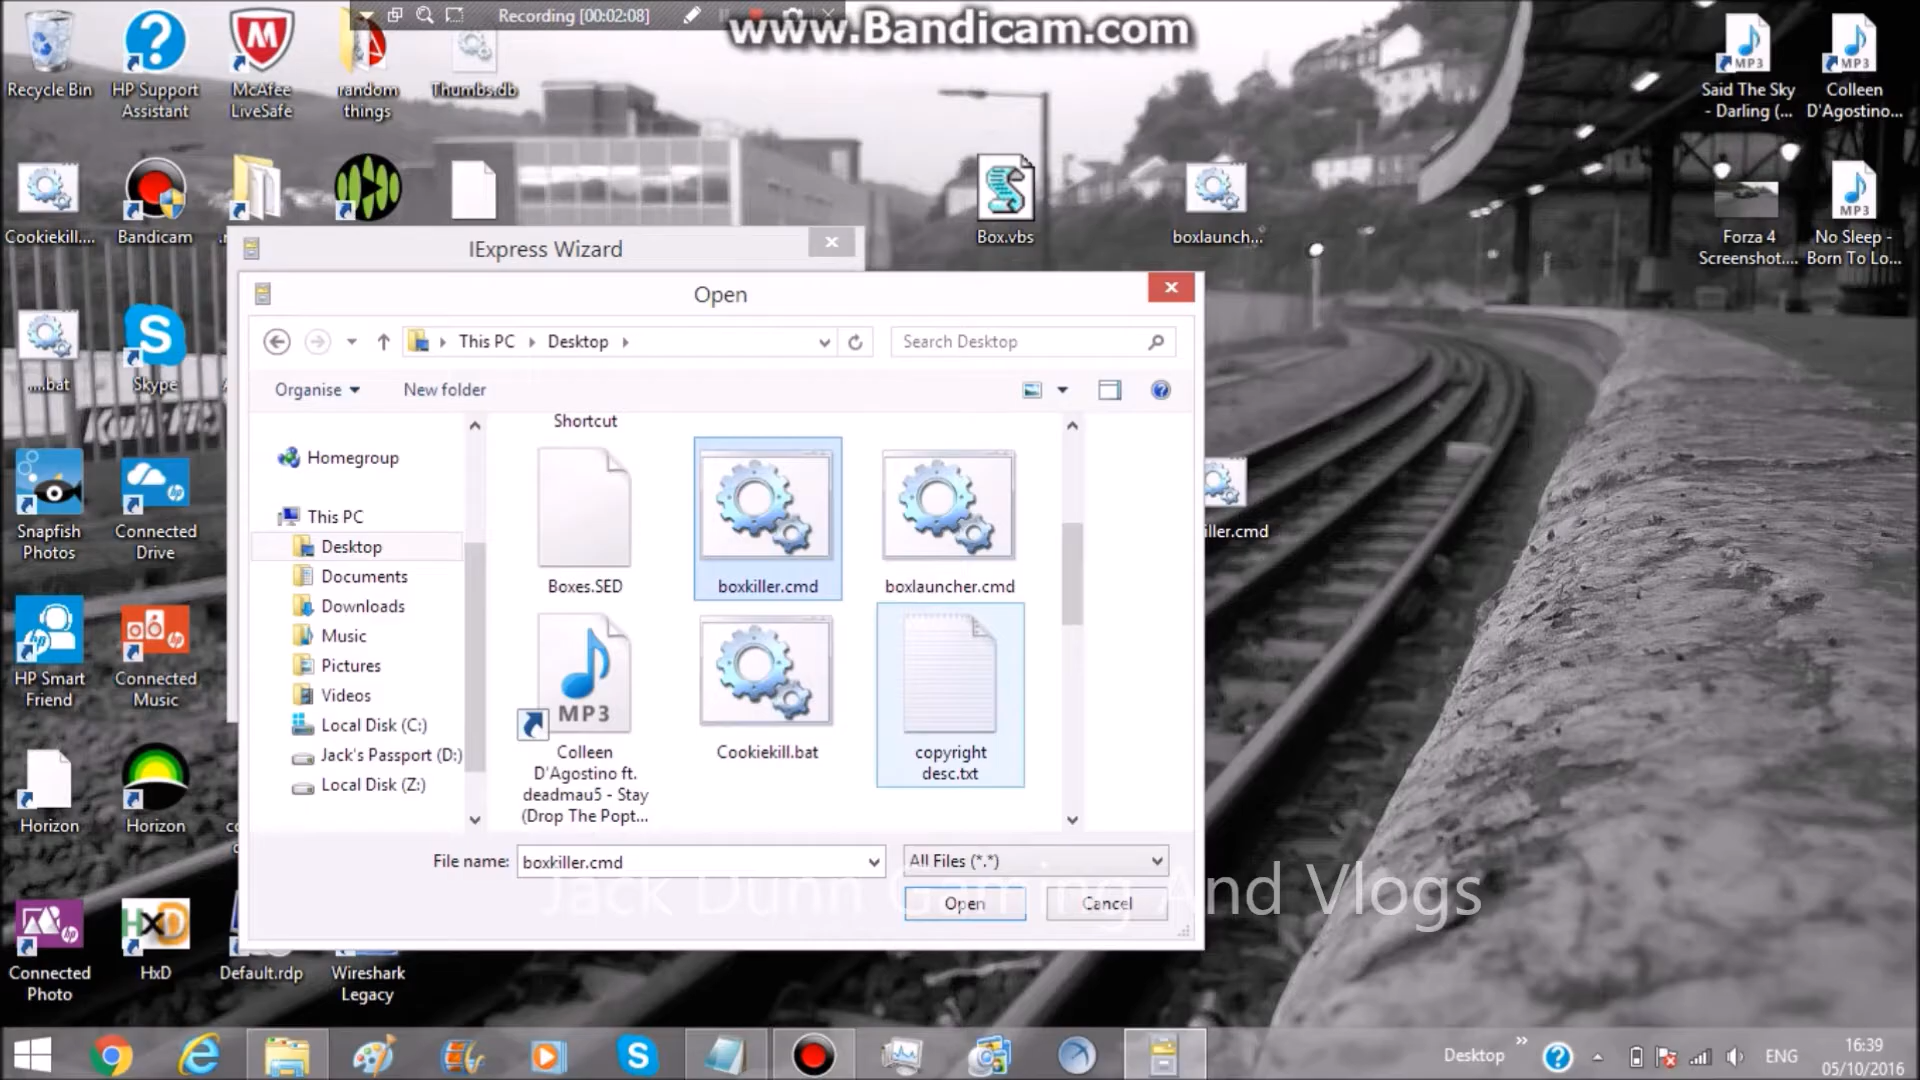 Recording [00:02:08]
www.Bandicam.com
Recycle Bin
HP Support
Assistant
McAfee
LiveSafe
random
things
Thumbs.db
Said The Sky
- Darling (...
Colleen
D'Agostino...
Cookiekill....
Bandicam
Box.vbs
boxlaunch...
Forza 4
Screenshot....
No Sleep -
Born To Lo...
IExpress Wizard
Open
This PC
Desktop
Search Desktop
Organise
New folder
....bat
Skype
Shortcut
Homegroup
This PC
Desktop
Documents
Downloads
Music
Pictures
Videos
Local Disk (C:)
Jack's Passport (D:)
Local Disk (Z:)
Boxes.SED
boxkiller.cmd
boxlauncher.cmd
MP3
Colleen
D'Agostino ft.
deadmau5 - Stay
(Drop The Popt...
Cookiekill.bat
copyright
desc.txt
iller.cmd
Snapfish
Photos
Connected
Drive
HP Smart
Friend
Connected
Music
Horizon
Horizon
File name:
boxkiller.cmd
All Files (*.*)
Open
Cancel
Jack Dunn Gaming And Vlogs
Connected
Photo
HxD
Default.rdp
Wireshark
Legacy
Desktop
ENG
16:39
05/10/2016